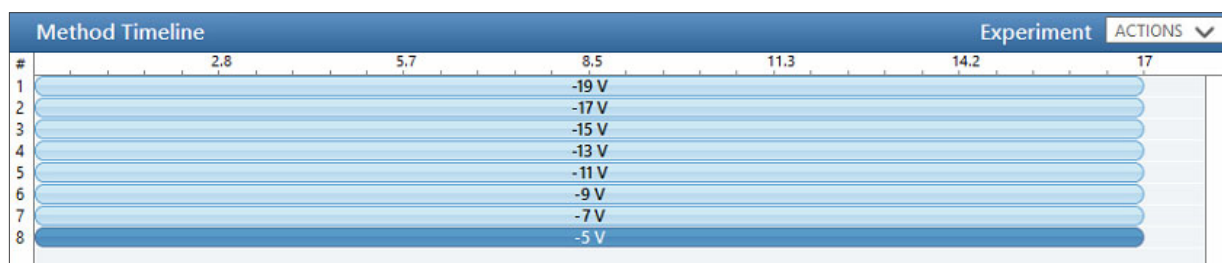 Method Timeline Experiment ACTIONS
# 2.8 5.7 8.5 11.3 14.2 17
1 -19 V
2 -17 V
3 -15 V
4 -13 V
5 -11 V
6 -9 V
7 -7 V
8 -5 V